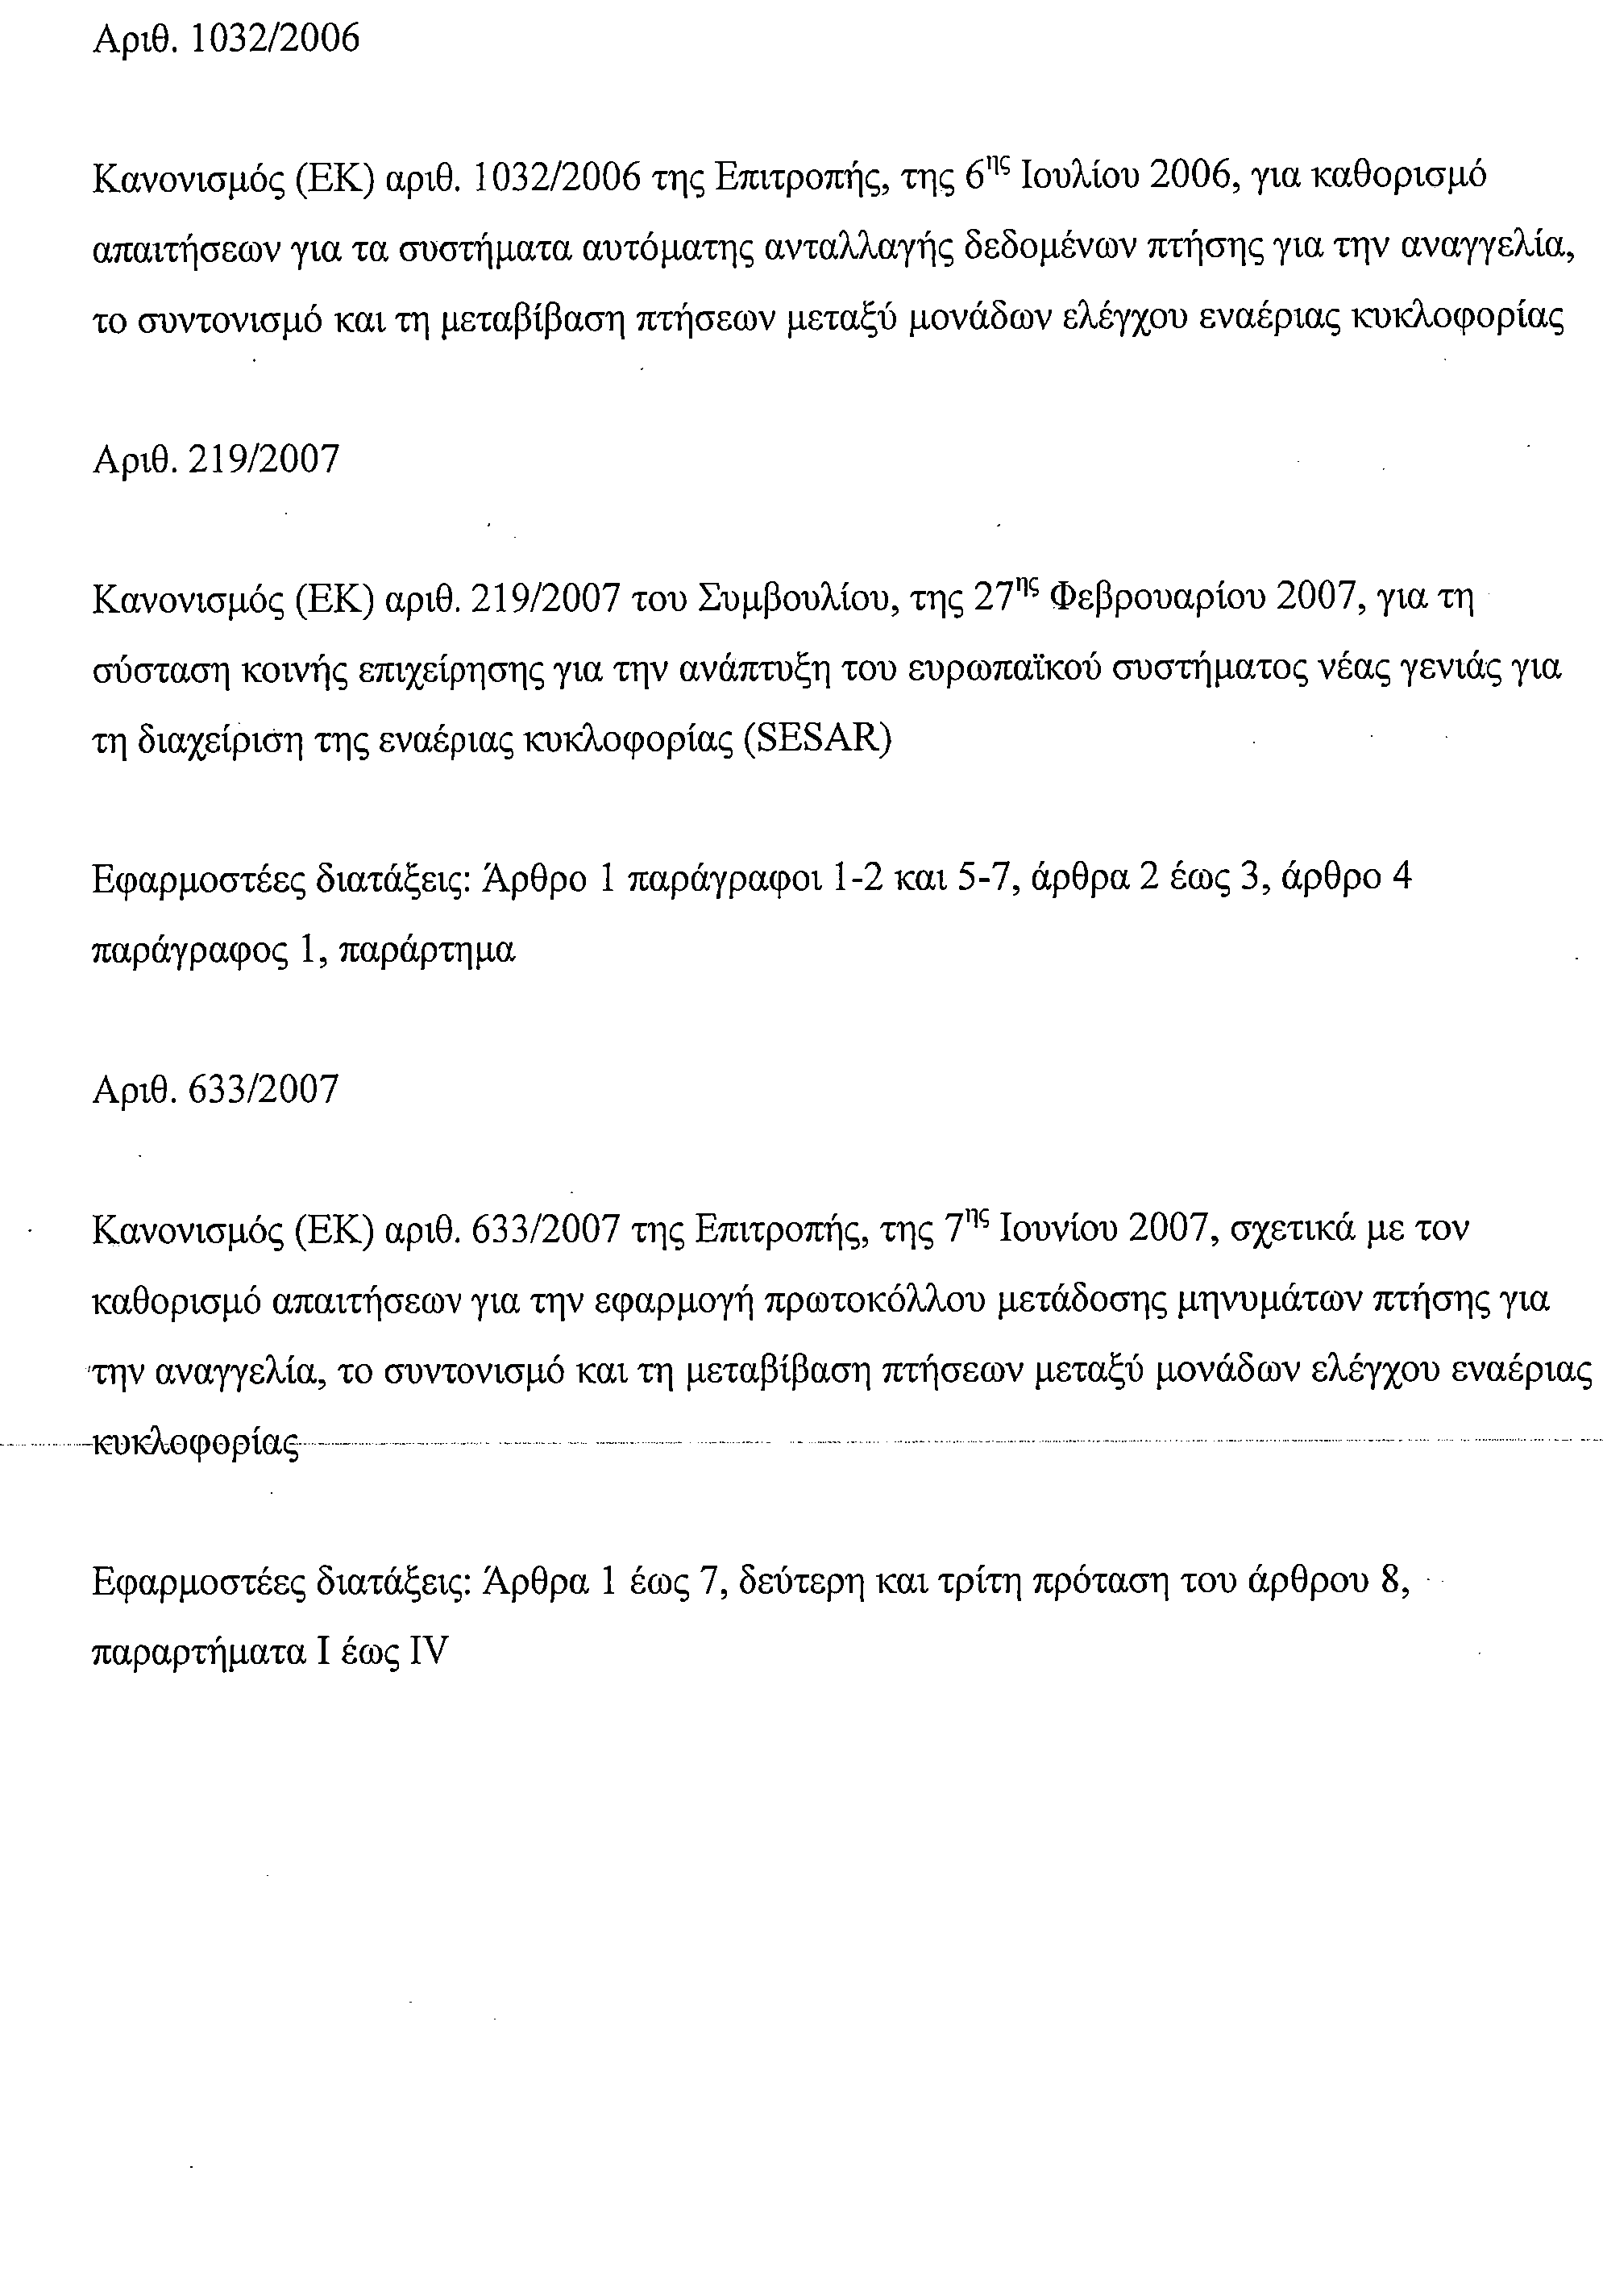 Αριθ. 1032/2006
Κανονισμός (ΕΚ) αριθ. 1032/2006 της Επιτροπής, της 6ης Ιουλίου 2006, για καθορισμό
απαιτήσεων για τα συστήματα αυτόματης ανταλλαγής δεδομένων πτήσης για την αναγγελία,
το συντονισμό και τη μεταβίβαση πτήσεων μεταξύ μονάδων ελέγχου εναέριας κυκλοφορίας
Αριθ. 219/2007
Κανονισμός (ΕΚ) αριθ. 219/2007 του Συμβουλίου, της 27ης Φεβρουαρίου 2007, για τη
σύσταση κοινής επιχείρησης για την ανάπτυξη του ευρωπαϊκού συστήματος νέας γενιάς για
τη διαχείριση της εναέριας κυκλοφορίας (SESAR)
Εφαρμοστέες διατάξεις: Άρθρο 1 παράγραφοι 1-2 και 5-7, άρθρα 2 έως 3, άρθρο 4
παράγραφος 1, παράρτημα
Αριθ. 633/2007
Κανονισμός (ΕΚ) αριθ. 633/2007 της Επιτροπής, της 7ης Ιουνίου 2007, σχετικά με τον
καθορισμό απαιτήσεων για την εφαρμογή πρωτοκόλλου μετάδοσης μηνυμάτων πτήσης για
την αναγγελία, το συντονισμό και τη μεταβίβαση πτήσεων μεταξύ μονάδων ελέγχου εναέριας
κυκλοφορίας
Εφαρμοστέες διατάξεις: Άρθρα 1 έως 7, δεύτερη και τρίτη πρόταση του άρθρου 8,
παραρτήματα I έως IV